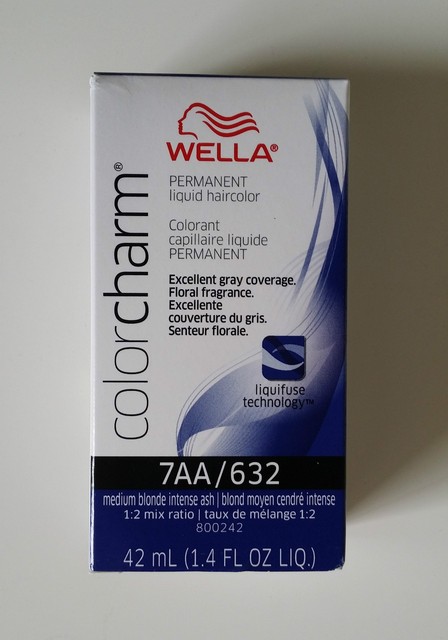 WELLA®
PERMANENT
liquid haircolor
Colorant
capillaire liquide
PERMANENT
Excellent gray coverage.
Floral fragrance.
Excellente
couverture du gris.
Senteur florale.
colorcharm®
liquifuse
technology™
7AA/632
medium blonde intense ash | blond moyen cendré intense
1:2 mix ratio | taux de mélange 1:2
800242
42 mL (1.4 FL OZ LIQ.)